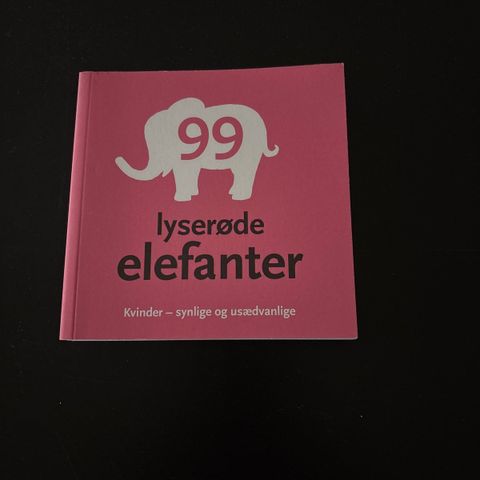 99
lyserøde
elefanter
Kvinder – synlige og usædvanlige